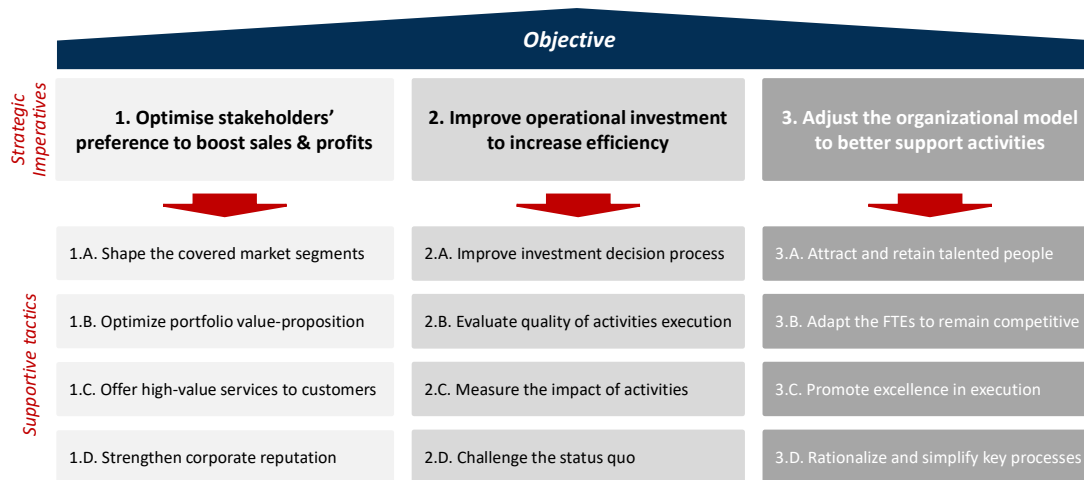 Objective
Strategic
Imperatives
1. Optimise stakeholders’
preference to boost sales & profits
2. Improve operational investment
to increase efficiency
3. Adjust the organizational model
to better support activities
Supportive tactics
1.A. Shape the covered market segments
2.A. Improve investment decision process
3.A. Attract and retain talented people
1.B. Optimize portfolio value-proposition
2.B. Evaluate quality of activities execution
3.B. Adapt the FTEs to remain competitive
1.C. Offer high-value services to customers
2.C. Measure the impact of activities
3.C. Promote excellence in execution
1.D. Strengthen corporate reputation
2.D. Challenge the status quo
3.D. Rationalize and simplify key processes